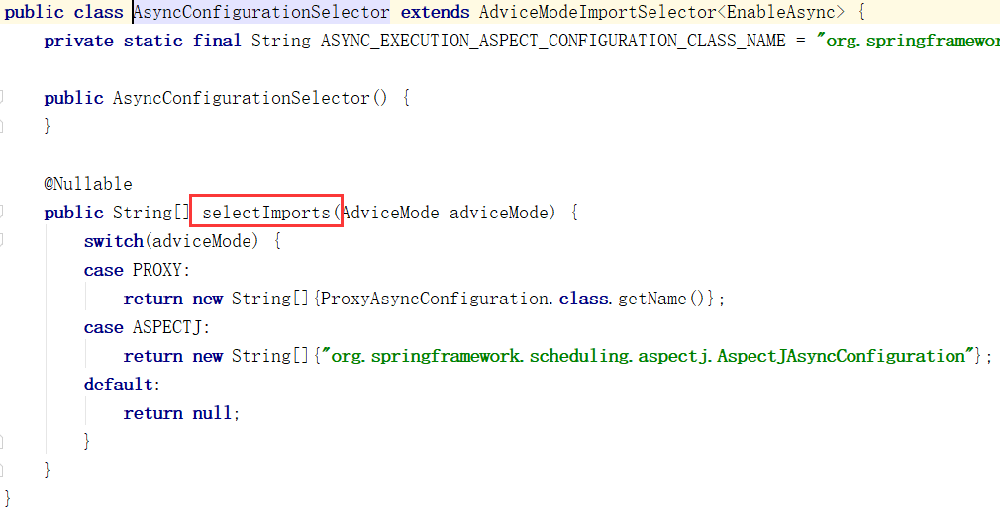 public class AsyncConfigurationSelector extends AdviceModeImportSelector<EnableAsync> {
private static final String ASYNC_EXECUTION_ASPECT_CONFIGURATION_CLASS_NAME = "org.springframewor
public AsyncConfigurationSelector() {
}
@Nullable
public String[] selectImports(AdviceMode adviceMode) {
switch(adviceMode) {
case PROXY:
return new String[]{ProxyAsyncConfiguration.class.getName()};
case ASPECTJ:
return new String[]{"org.springframework.scheduling.aspectj.AspectJAsyncConfiguration"};
default:
return null;
}
}
}